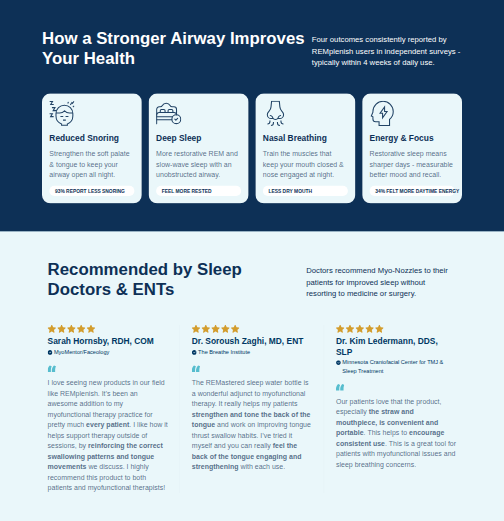 How a Stronger Airway Improves
Your Health
Four outcomes consistently reported by
REMplenish users in independent surveys -
typically within 4 weeks of daily use.
Reduced Snoring
Strengthen the soft palate
& tongue to keep your
airway open all night.
93% REPORT LESS SNORING
Deep Sleep
More restorative REM and
slow-wave sleep with an
unobstructed airway.
FEEL MORE RESTED
Nasal Breathing
Train the muscles that
keep your mouth closed &
nose engaged at night.
LESS DRY MOUTH
Energy & Focus
Restorative sleep means
sharper days - measurable
better mood and recall.
34% FELT MORE DAYTIME ENERGY
Recommended by Sleep
Doctors & ENTs
Doctors recommend Myo-Nozzles to their
patients for improved sleep without
resorting to medicine or surgery.
Sarah Hornsby, RDH, COM
MyoMentor/Faceology
“
I love seeing new products in our field
like REMplenish. It's been an
awesome addition to my
myofunctional therapy practice for
pretty much every patient. I like how it
helps support therapy outside of
sessions, by reinforcing the correct
swallowing patterns and tongue
movements we discuss. I highly
recommend this product to both
patients and myofunctional therapists!
Dr. Soroush Zaghi, MD, ENT
The Breathe Institute
“
The REMastered sleep water bottle is
a wonderful adjunct to myofunctional
therapy. It really helps my patients
strengthen and tone the back of the
tongue and work on improving tongue
thrust swallow habits. I've tried it
myself and you can really feel the
back of the tongue engaging and
strengthening with each use.
Dr. Kim Ledermann, DDS,
SLP
Minnesota Craniofacial Center for TMJ &
Sleep Treatment
“
Our patients love that the product,
especially the straw and
mouthpiece, is convenient and
portable. This helps to encourage
consistent use. This is a great tool for
patients with myofunctional issues and
sleep breathing concerns.